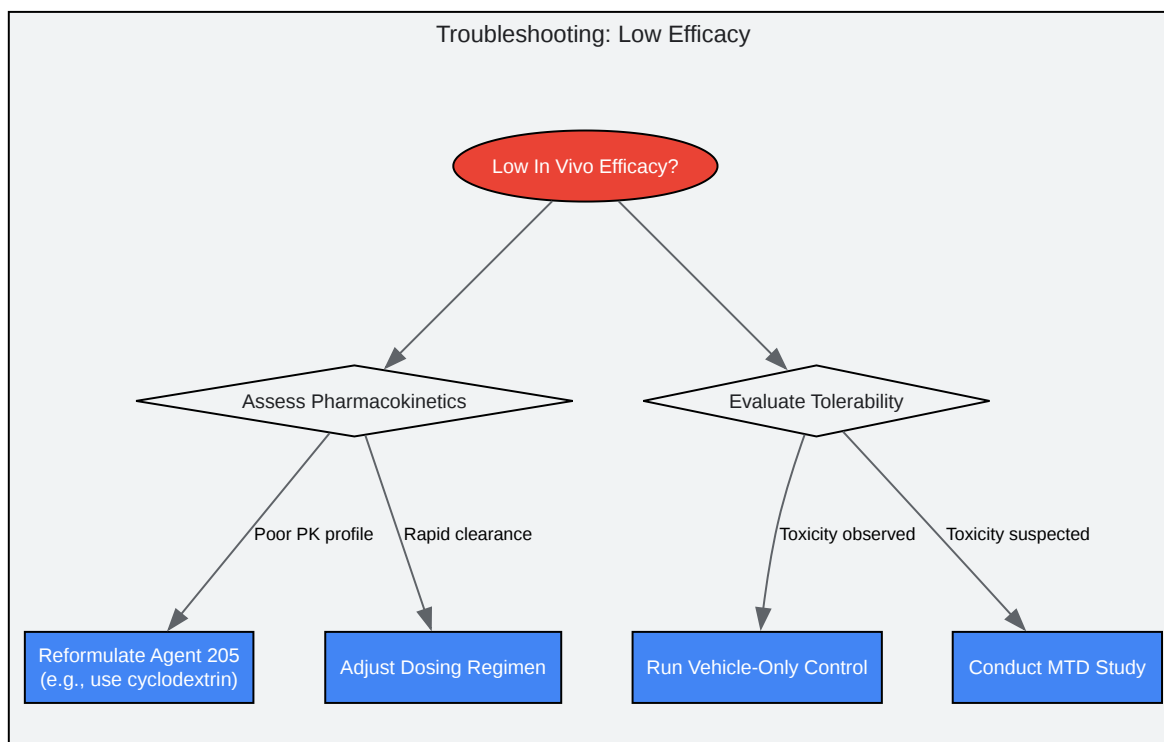 Troubleshooting: Low Efficacy
Low In Vivo Efficacy?
Assess Pharmacokinetics
Evaluate Tolerability
Poor PK profile
Rapid clearance
Toxicity observed
Toxicity suspected
Reformulate Agent 205
(e.g., use cyclodextrin)
Adjust Dosing Regimen
Run Vehicle-Only Control
Conduct MTD Study